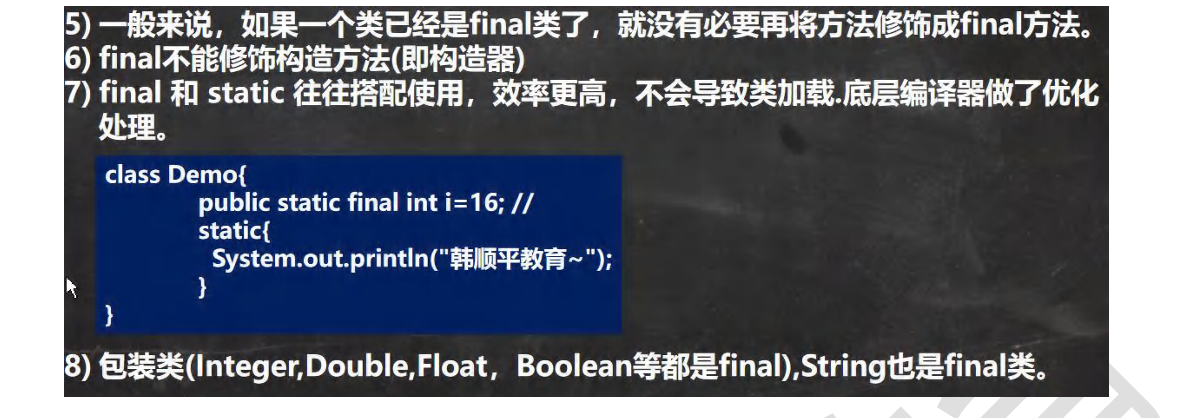 5) 一般来说，如果一个类已经是final类了，就没有必要再将方法修饰成final方法。
6) final不能修饰构造方法(即构造器)
7) final 和 static 往往搭配使用，效率更高，不会导致类加载.底层编译器做了优化
处理。
class Demo{
public static final int i=16; //
static{
System.out.println("韩顺平教育~");
}
}
8) 包装类(Integer,Double,Float，Boolean等都是final),String也是final类。